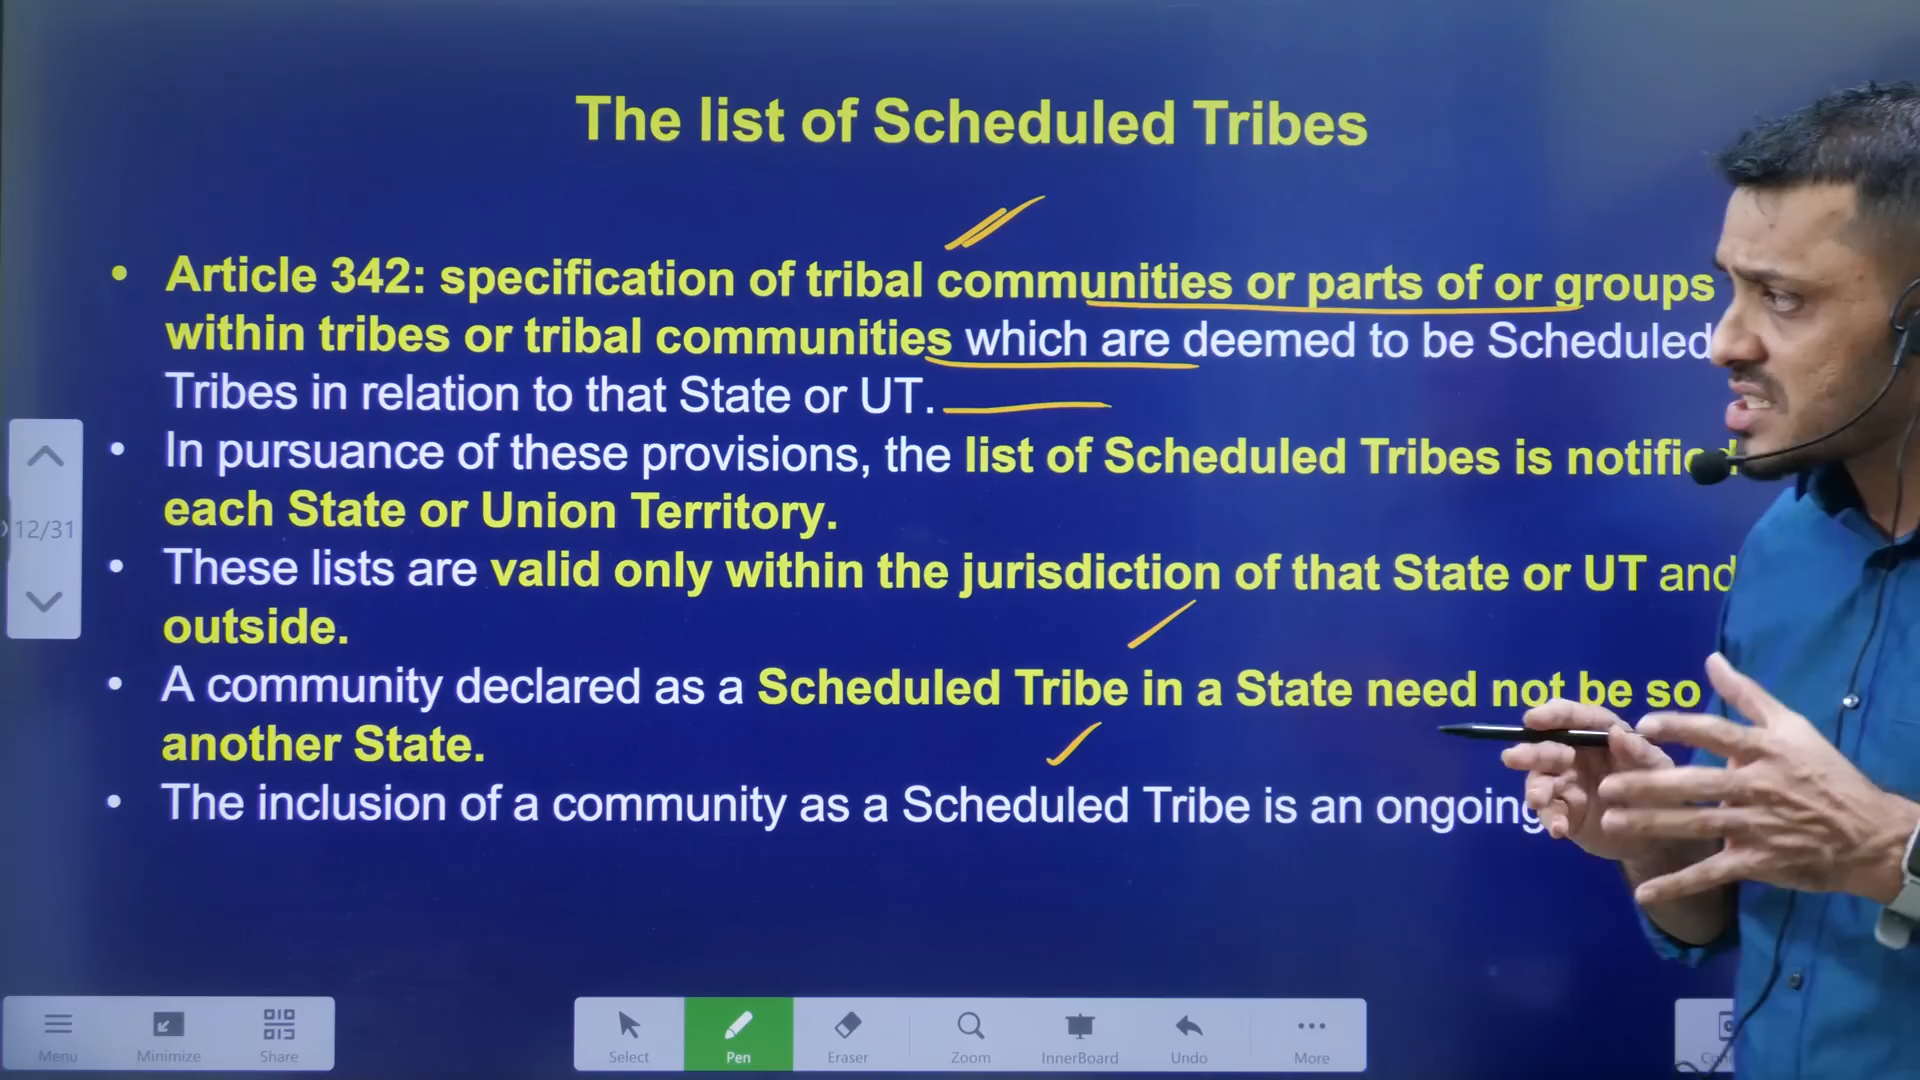 The list of Scheduled Tribes
• Article 342: specification of tribal communities or parts of or groups
within tribes or tribal communities which are deemed to be Scheduled
Tribes in relation to that State or UT.
• In pursuance of these provisions, the list of Scheduled Tribes is notified
each State or Union Territory.
• These lists are valid only within the jurisdiction of that State or UT and
outside.
• A community declared as a Scheduled Tribe in a State need not be so
another State.
• The inclusion of a community as a Scheduled Tribe is an ongoing
12/31
Menu Minimize Share Select Pen Eraser Zoom InnerBoard Undo More